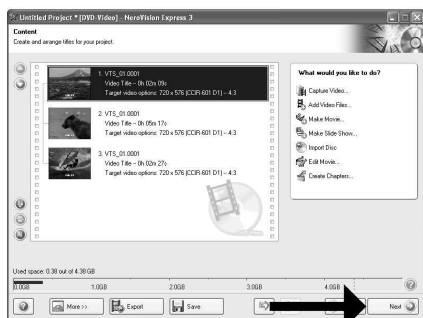 Untitled Project * [DVD-Video] - NeroVision Express 3
Content
Create and arrange titles for your project.
1. VTS_01.0001
Video Title – 0h 02m 09s
Target video options: 720 x 576 (CCIR-601 D1) – 4:3
2. VTS_01.0001
Video Title – 0h 05m 17s
Target video options: 720 x 576 (CCIR-601 D1) – 4:3
3. VTS_01.0001
Video Title – 0h 02m 27s
Target video options: 720 x 576 (CCIR-601 D1) – 4:3
What would you like to do?
Capture Video...
Add Video Files...
Make Movie...
Make Slide Show...
Import Disc
Edit Movie...
Create Chapters...
Used space: 0.38 out of 4.38 GB
0.0GB 1.0GB 2.0GB 3.0GB 4.0GB
More >> Export Save Next